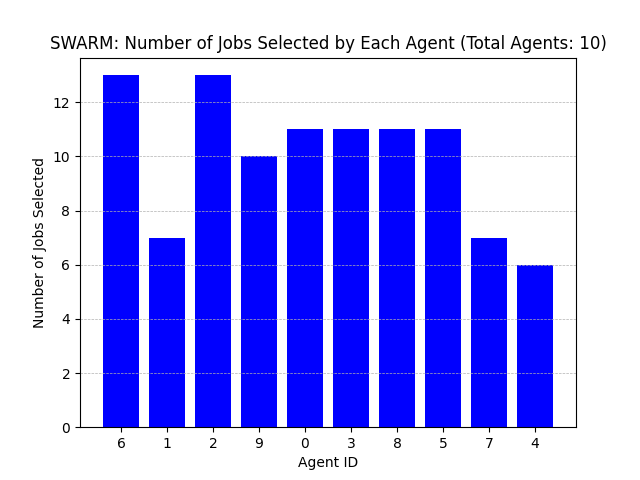 SWARM: Number of Jobs Selected by Each Agent (Total Agents: 10)
Number of Jobs Selected
12
10
8
6
4
2
0
6 1 2 9 0 3 8 5 7 4
Agent ID